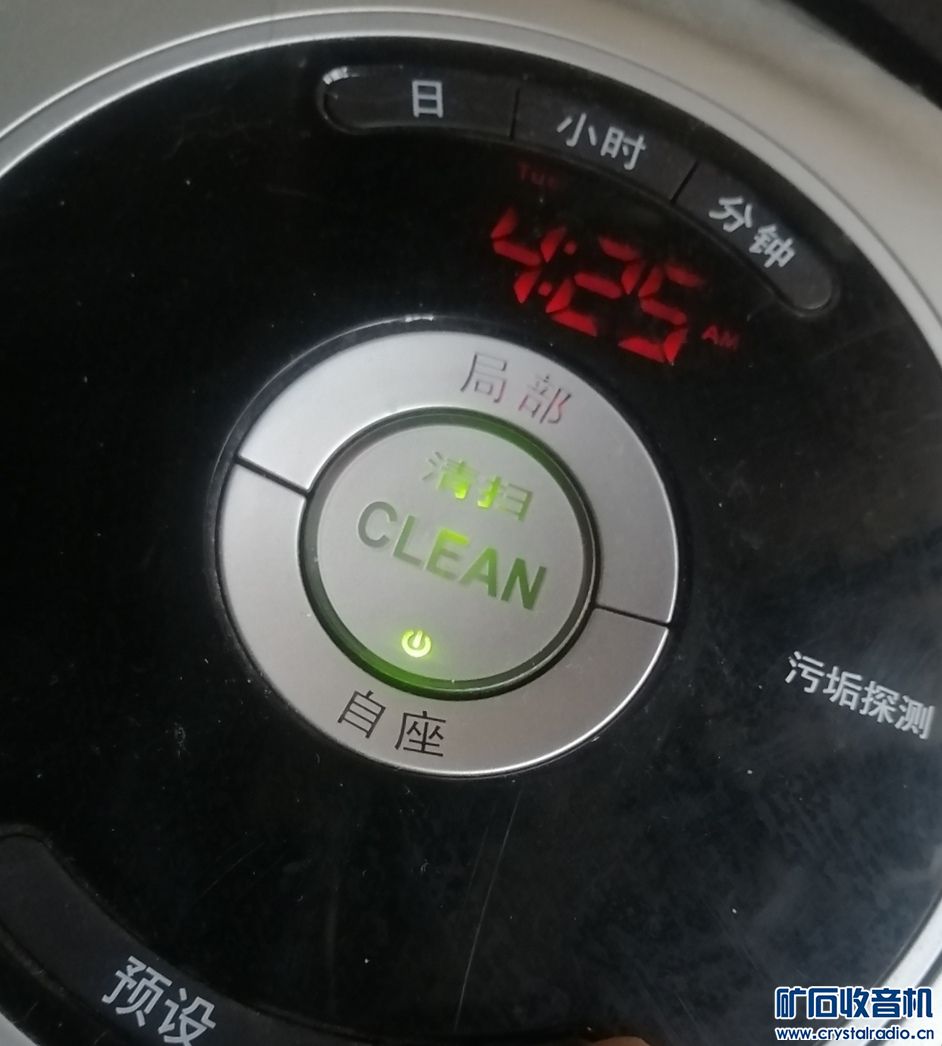 日
小时
分钟
Tue
4:25 AM
局部
清扫
CLEAN
自座
污垢探测
预设
矿石收音机
www.crystalradio.cn